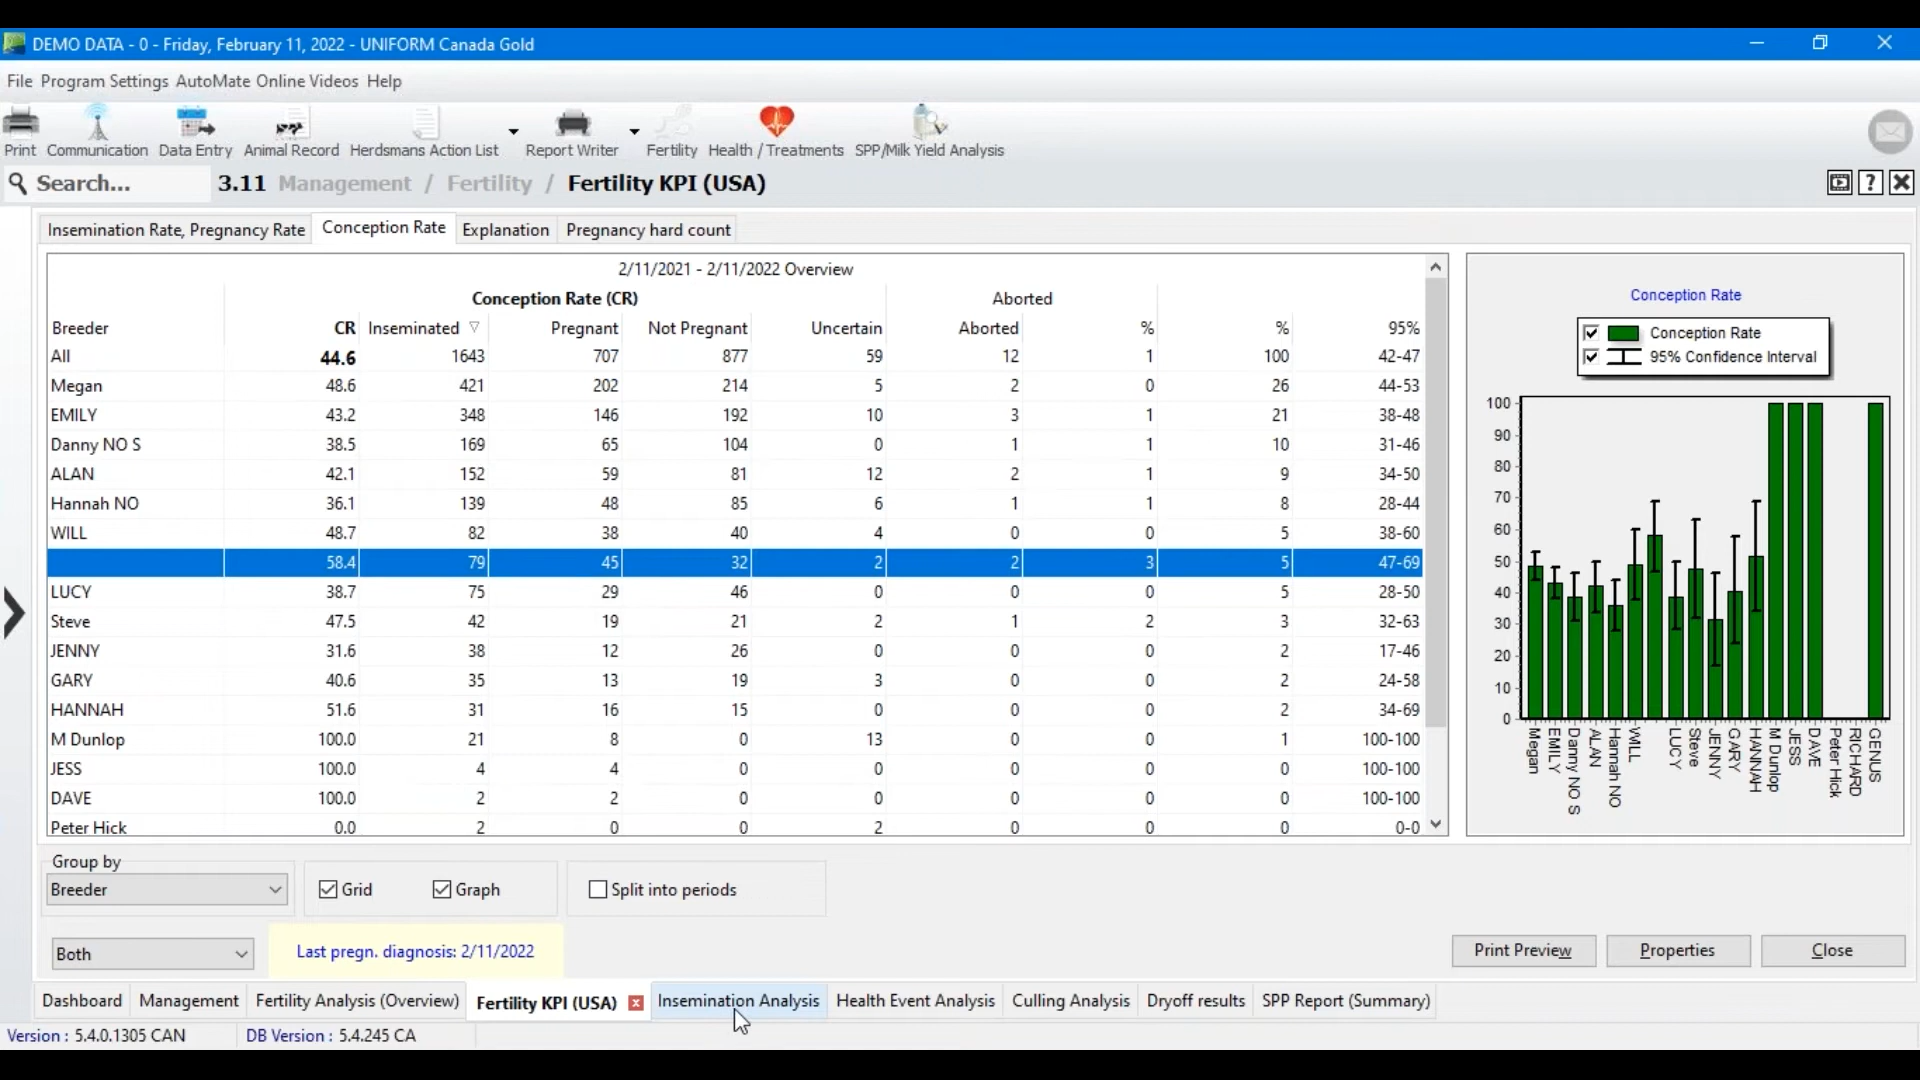 DEMO DATA - 0 - Friday, February 11, 2022 - UNIFORM Canada Gold
File Program Settings AutoMate Online Videos Help
Print Communication Data Entry Animal Record Herdsmans Action List Report Writer Fertility Health / Treatments SPP/Milk Yield Analysis
Search... 3.11 Management / Fertility / Fertility KPI (USA)
Insemination Rate, Pregnancy Rate Conception Rate Explanation Pregnancy hard count
2/11/2021 - 2/11/2022 Overview
Conception Rate (CR) Aborted
Breeder CR Inseminated Pregnant Not Pregnant Uncertain Aborted % % 95%
All 44.6 1643 707 877 59 12 1 100 42-47
Megan 48.6 421 202 214 5 2 0 26 44-53
EMILY 43.2 348 146 192 10 3 1 21 38-48
Danny NO S 38.5 169 65 104 0 1 1 10 31-46
ALAN 42.1 152 59 81 12 2 1 9 34-50
Hannah NO 36.1 139 48 85 6 1 1 8 28-44
WILL 48.7 82 38 40 4 0 0 5 38-60
58.4 79 45 32 2 2 3 5 47-69
LUCY 38.7 75 29 46 0 0 0 5 28-50
Steve 47.5 42 19 21 2 1 2 3 32-63
JENNY 31.6 38 12 26 0 0 0 2 17-46
GARY 40.6 35 13 19 3 0 0 2 24-58
HANNAH 51.6 31 16 15 0 0 0 2 34-69
M Dunlop 100.0 21 8 0 13 0 0 1 100-100
JESS 100.0 4 4 0 0 0 0 0 100-100
DAVE 100.0 2 2 0 0 0 0 0 100-100
Peter Hick 0.0 2 0 0 2 0 0 0 0-0
Conception Rate
Conception Rate
95% Confidence Interval
100
90
80
70
60
50
40
30
20
10
0
Megan
EMILY
Danny NO S
ALAN
Hannah NO
WILL
LUCY
Steve
JENNY
GARY
HANNAH
M Dunlop
JESS
DAVE
Peter Hick
RICHARD
GENUS
Group by
Breeder Grid Graph Split into periods
Both Last pregn. diagnosis: 2/11/2022 Print Preview Properties Close
Dashboard Management Fertility Analysis (Overview) Fertility KPI (USA) Insemination Analysis Health Event Analysis Culling Analysis Dryoff results SPP Report (Summary)
Version : 5.4.0.1305 CAN DB Version : 5.4.245 CA